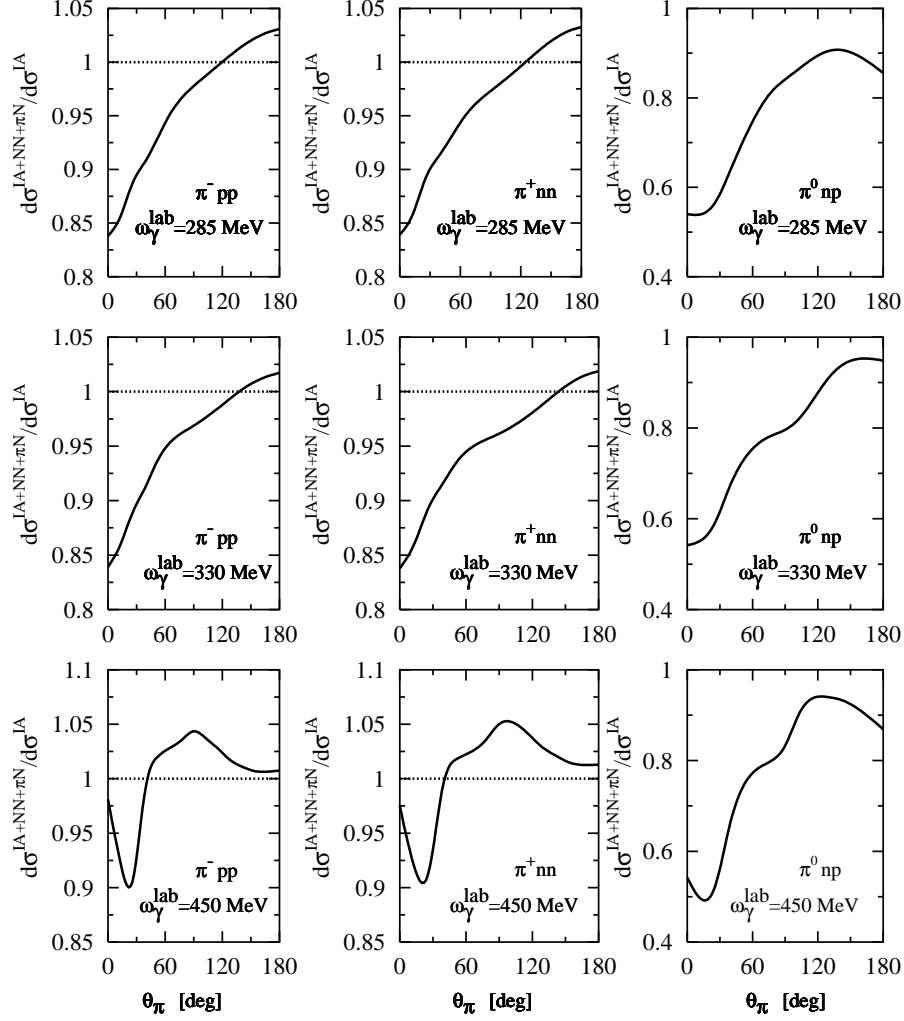 1.05 1.05 1
1 1 0.8
0.95 0.95
0.9 0.9 0.6
0.85 0.85
0.8 0.8 0.4
dσ^{IA+NN+πN}/dσ^{IA} dσ^{IA+NN+πN}/dσ^{IA} dσ^{IA+NN+πN}/dσ^{IA}
π⁻pp π⁺nn π⁰np
ω_γ^{lab}=285 MeV ω_γ^{lab}=285 MeV ω_γ^{lab}=285 MeV
0 60 120 180 0 60 120 180 0 60 120 180
1.05 1.05 1
1 1 0.8
0.95 0.95
0.9 0.9 0.6
0.85 0.85
0.8 0.8 0.4
dσ^{IA+NN+πN}/dσ^{IA} dσ^{IA+NN+πN}/dσ^{IA} dσ^{IA+NN+πN}/dσ^{IA}
π⁻pp π⁺nn π⁰np
ω_γ^{lab}=330 MeV ω_γ^{lab}=330 MeV ω_γ^{lab}=330 MeV
0 60 120 180 0 60 120 180 0 60 120 180
1.1 1.1 1
1.05 1.05 0.8
1 1
0.95 0.95 0.6
0.9 0.9
0.85 0.85 0.4
dσ^{IA+NN+πN}/dσ^{IA} dσ^{IA+NN+πN}/dσ^{IA} dσ^{IA+NN+πN}/dσ^{IA}
π⁻pp π⁺nn π⁰np
ω_γ^{lab}=450 MeV ω_γ^{lab}=450 MeV ω_γ^{lab}=450 MeV
0 60 120 180 0 60 120 180 0 60 120 180
θ_π [deg] θ_π [deg] θ_π [deg]